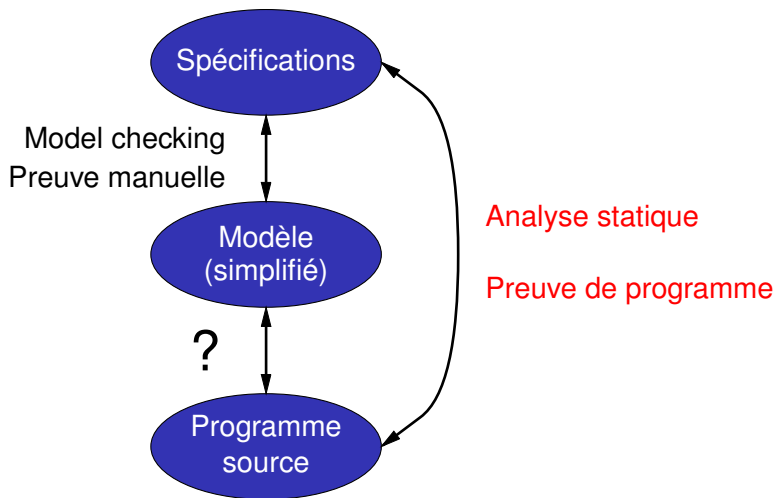 Spécifications
Model checking
Preuve manuelle
Modèle
(simplifié)
Analyse statique
Preuve de programme
?
Programme
source